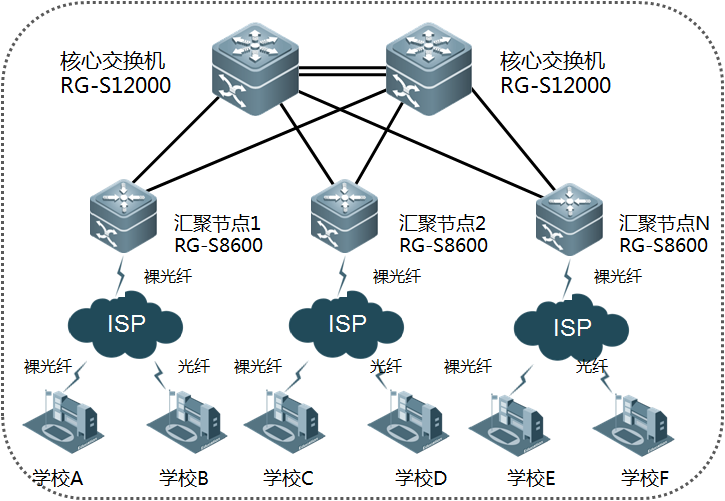 核心交换机
RG-S12000
核心交换机
RG-S12000
汇聚节点1
RG-S8600
汇聚节点2
RG-S8600
汇聚节点N
RG-S8600
裸光纤
裸光纤
裸光纤
ISP
ISP
ISP
裸光纤
光纤
裸光纤
光纤
裸光纤
光纤
学校A
学校B
学校C
学校D
学校E
学校F